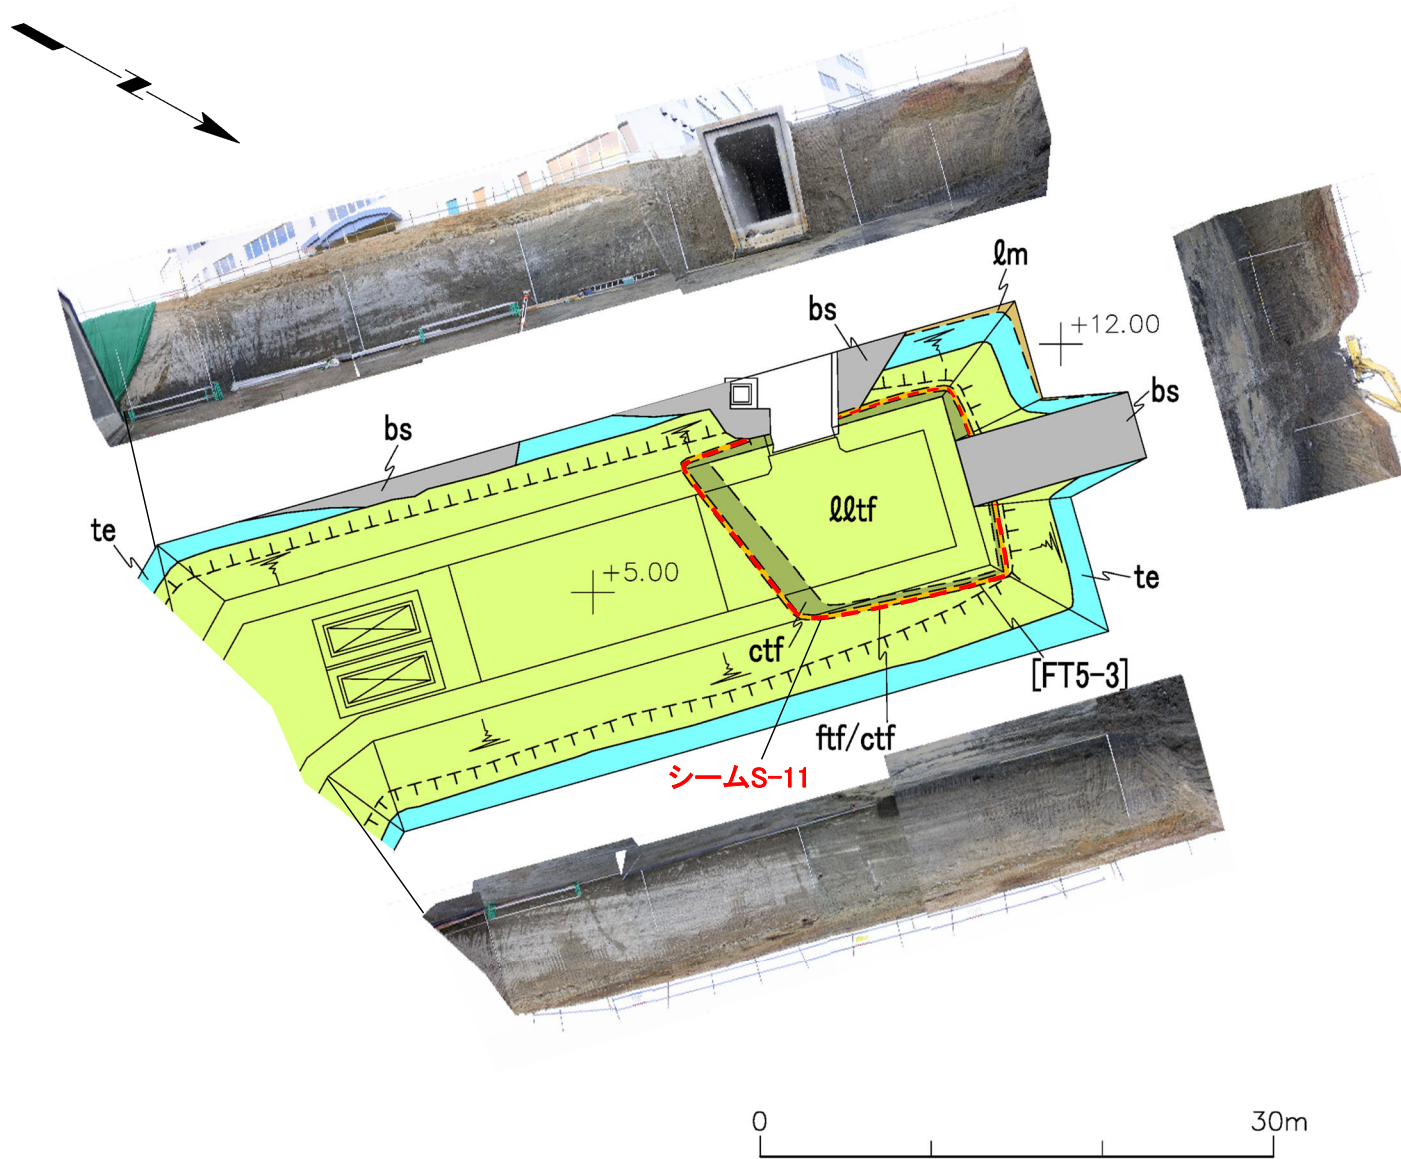 ℓm
bs
+12.00
bs
bs
te
ℓℓtf
+5.00
te
ctf
[FT5-3]
ftf/ctf
シームS-11
0
30m